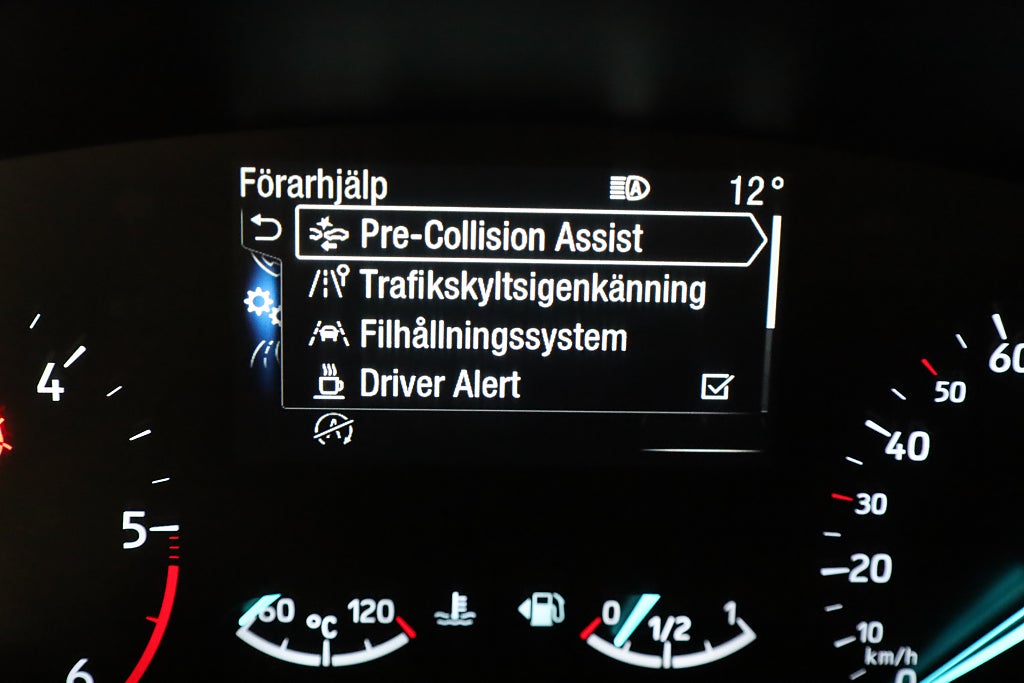 Förarhjälp 12°
Pre-Collision Assist
Trafikskyltsigenkänning
Filhållningssystem
Driver Alert
A
A
4
5
6
60 °C 120
0 1/2 1
60
50
40
30
20
10
km/h
0